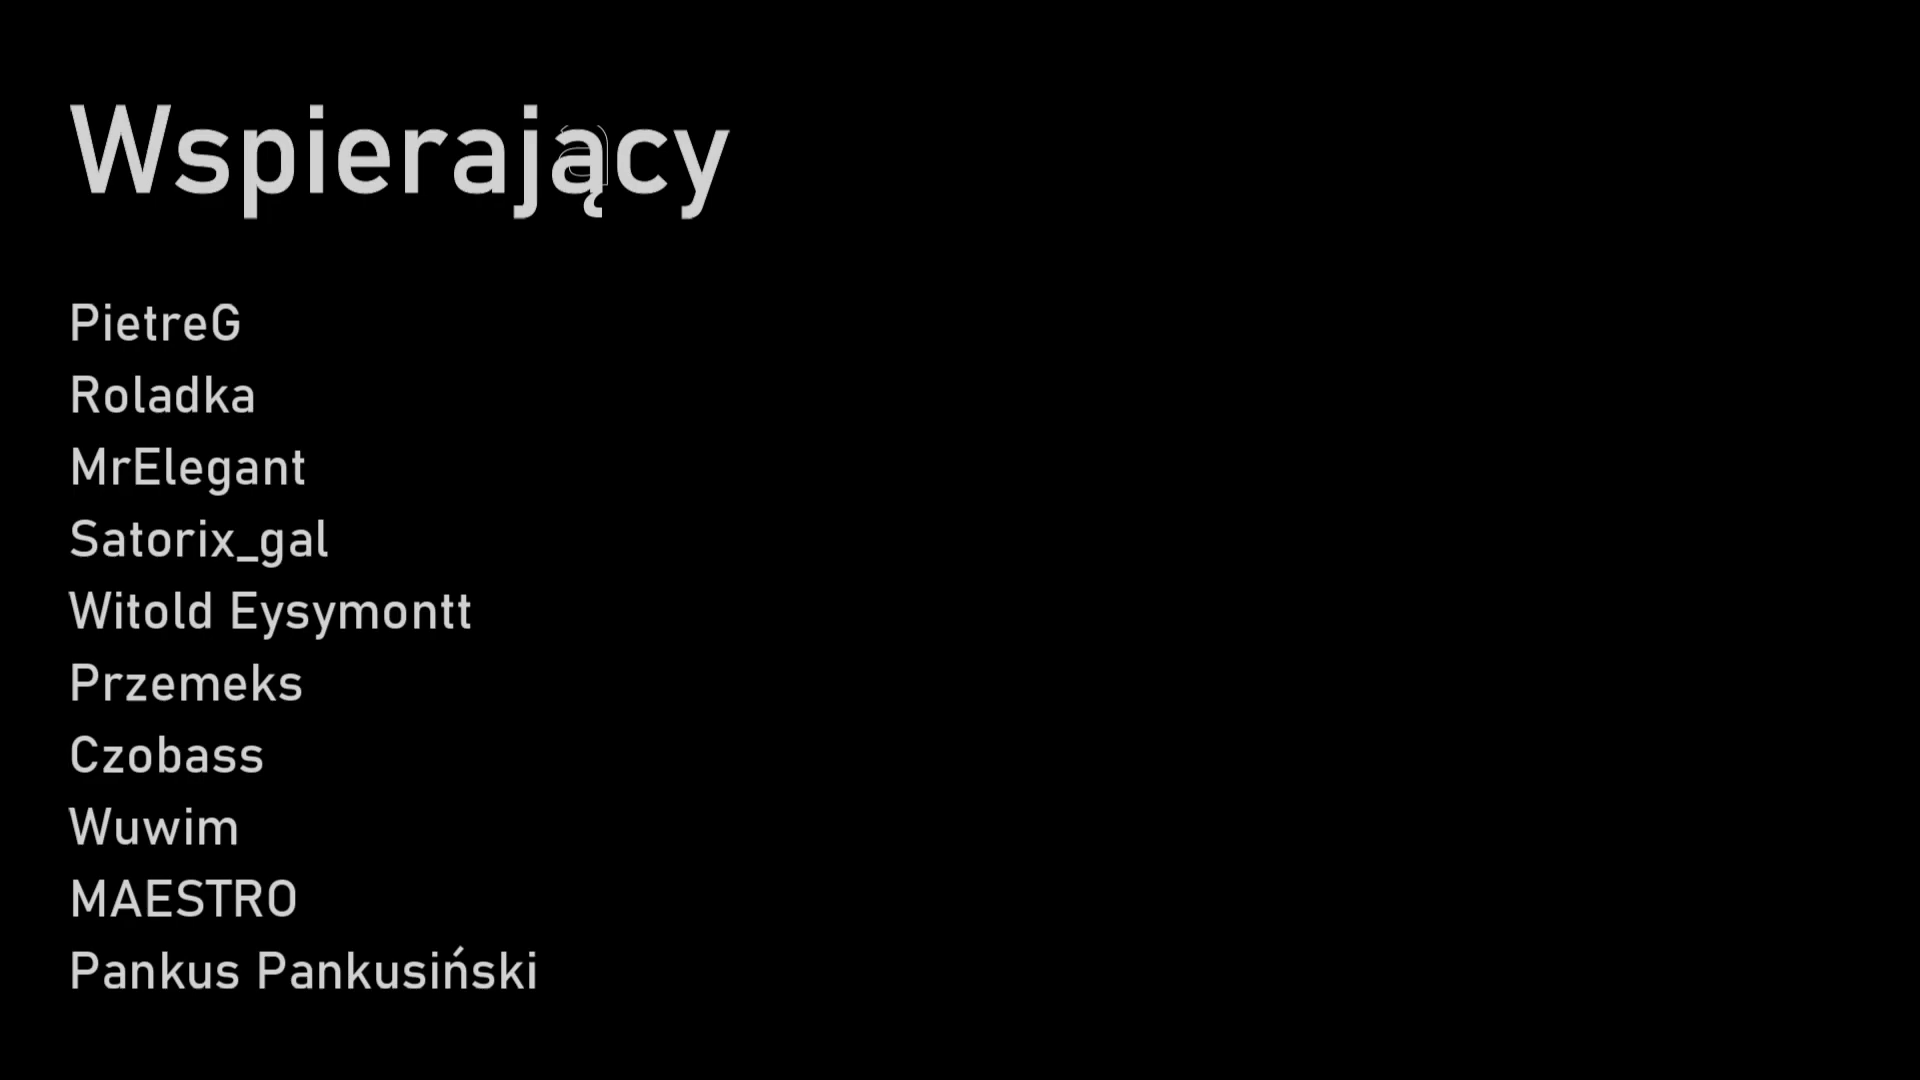 Wspierający
PietreG
Roladka
MrElegant
Satorix_gal
Witold Eysymontt
Przemeks
Czobass
Wuwim
MAESTRO
Pankus Pankusiński